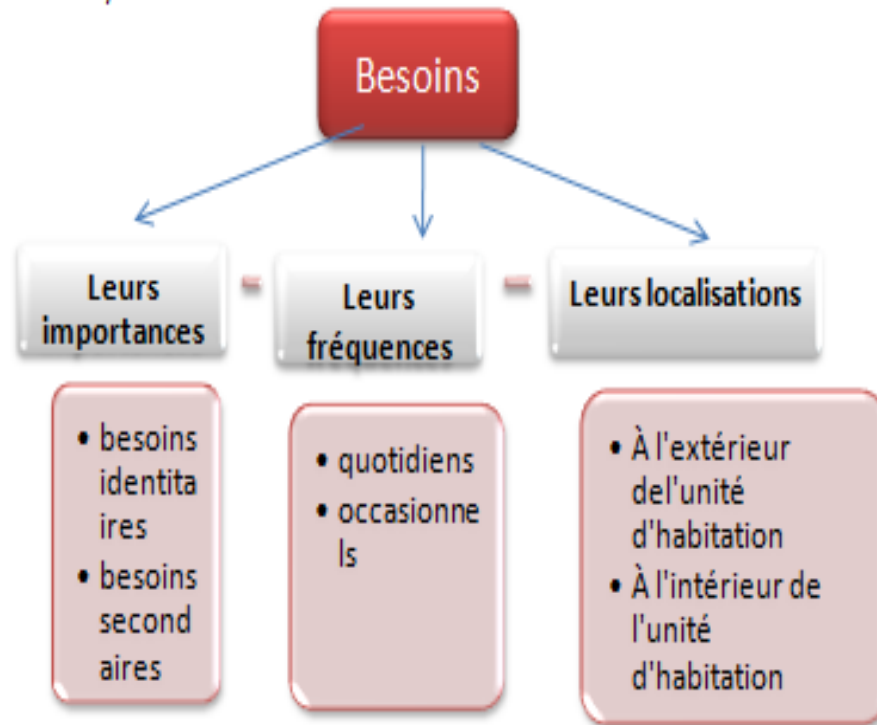 Besoins
Leurs
importances
Leurs
fréquences
Leurs localisations
• besoins
identita
ires
• besoins
second
aires
• quotidiens
• occasionne
ls
• À l'extérieur
del'unité
d'habitation
• À l'intérieur de
l'unité
d'habitation